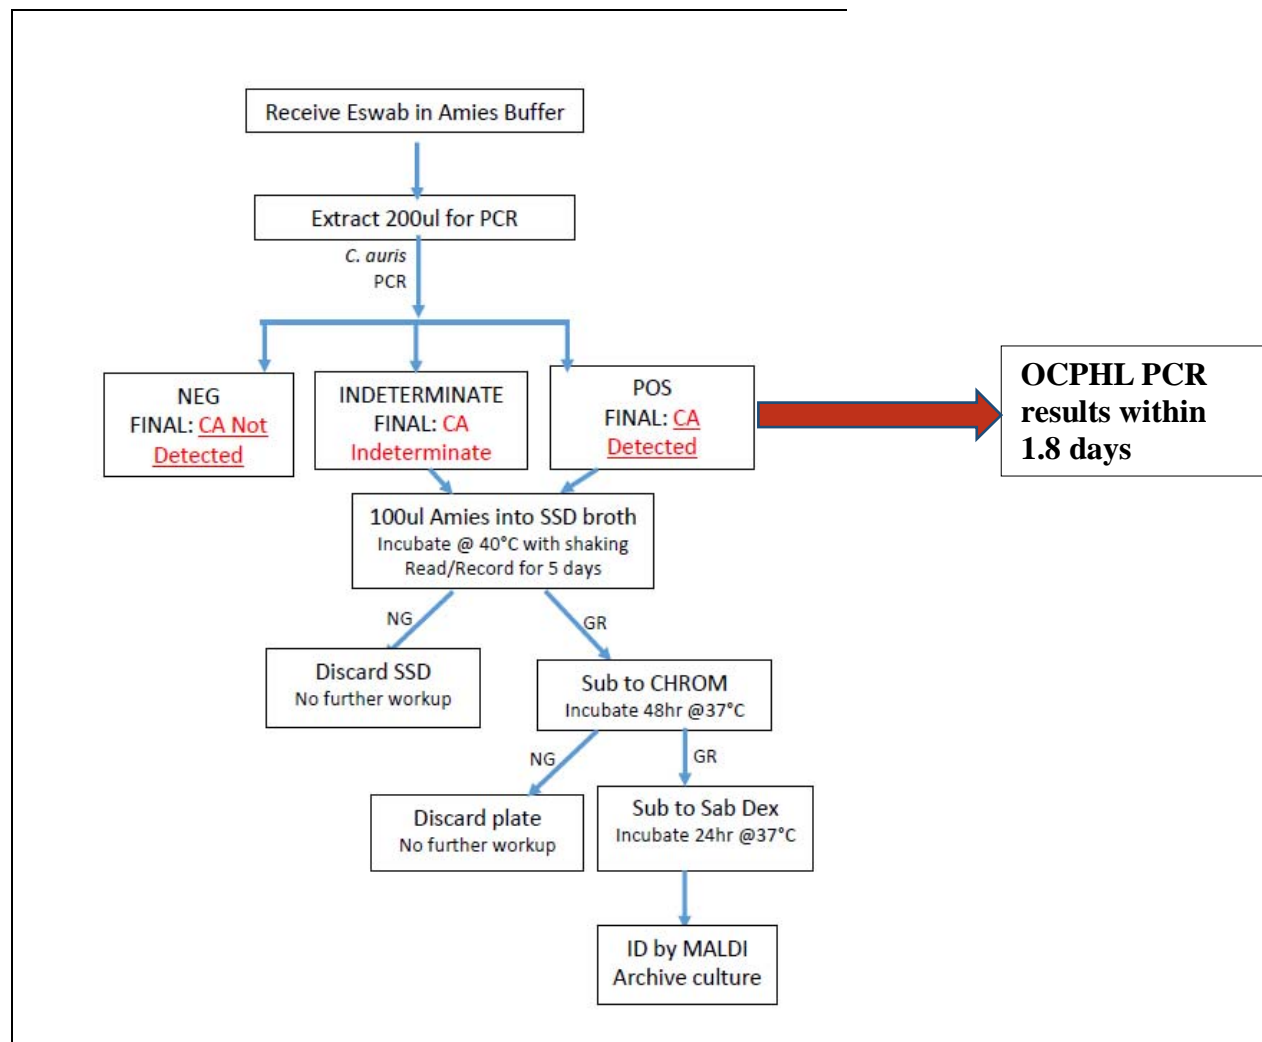 Receive Eswab in Amies Buffer
Extract 200ul for PCR
C. auris
PCR
NEG
FINAL: CA Not
Detected
INDETERMINATE
FINAL: CA
Indeterminate
POS
FINAL: CA
Detected
OCPHL PCR
results within
1.8 days
100ul Amies into SSD broth
Incubate @ 40°C with shaking
Read/Record for 5 days
NG
GR
Discard SSD
No further workup
Sub to CHROM
Incubate 48hr @37°C
NG
GR
Discard plate
No further workup
Sub to Sab Dex
Incubate 24hr @37°C
ID by MALDI
Archive culture